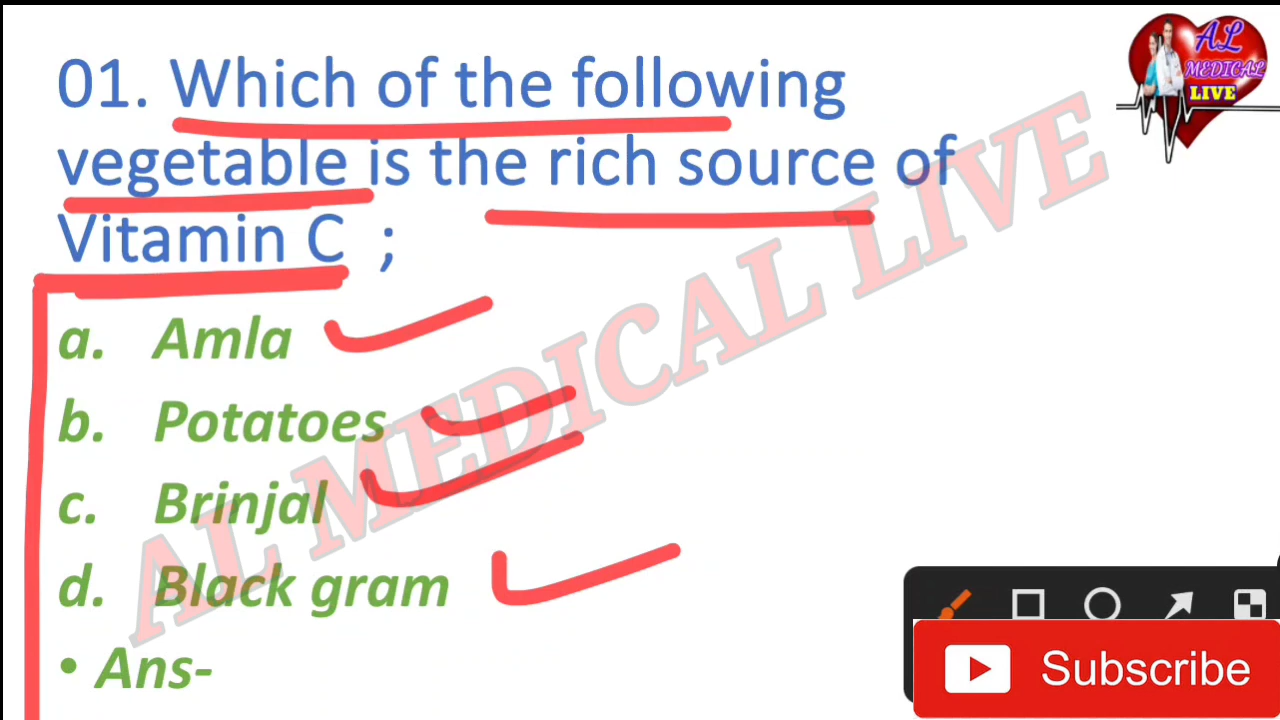 01. Which of the following
vegetable is the rich source of
Vitamin C ;
a. Amla
b. Potatoes
c. Brinjal
d. Black gram
• Ans-
AL MEDICAL LIVE
AL
MEDICAL
LIVE
Subscribe